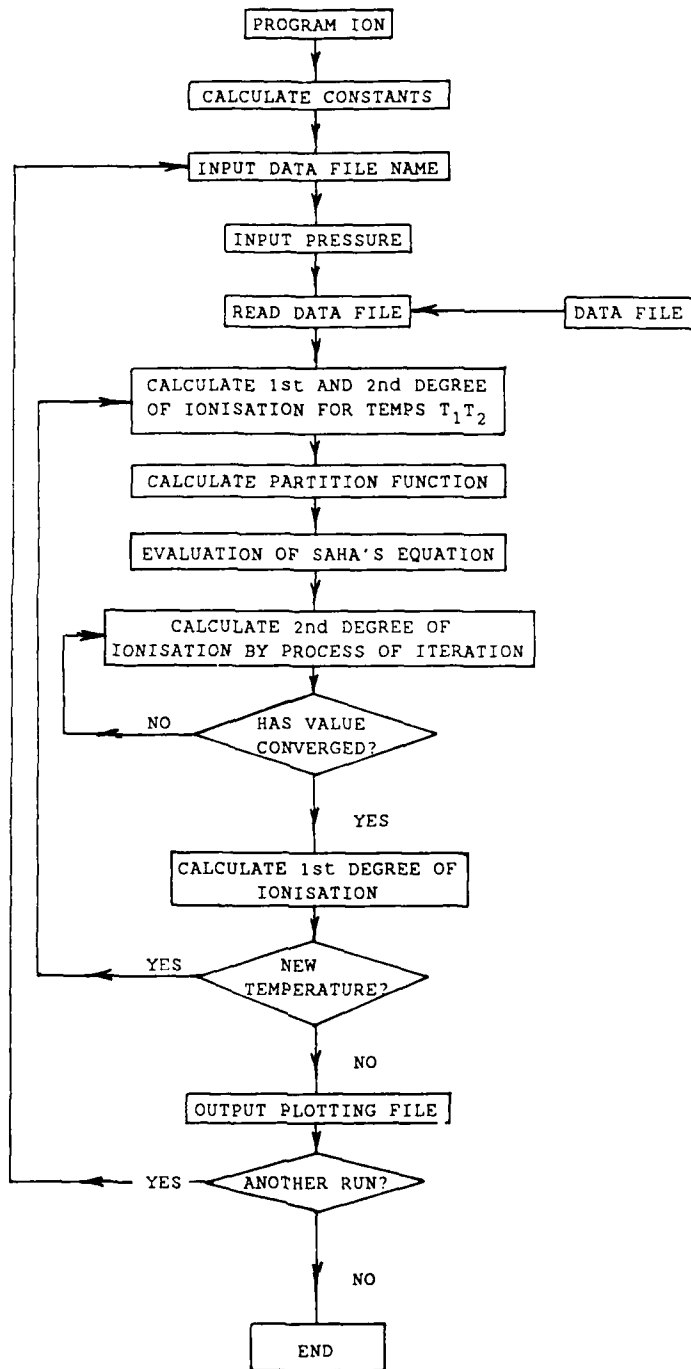 PROGRAM ION
CALCULATE CONSTANTS
INPUT DATA FILE NAME
INPUT PRESSURE
READ DATA FILE
DATA FILE
CALCULATE 1st AND 2nd DEGREE
OF IONISATION FOR TEMPS T₁T₂
CALCULATE PARTITION FUNCTION
EVALUATION OF SAHA'S EQUATION
CALCULATE 2nd DEGREE OF
IONISATION BY PROCESS OF ITERATION
NO
HAS VALUE
CONVERGED?
YES
CALCULATE 1st DEGREE OF
IONISATION
YES
NEW
TEMPERATURE?
NO
OUTPUT PLOTTING FILE
YES
ANOTHER RUN?
NO
END